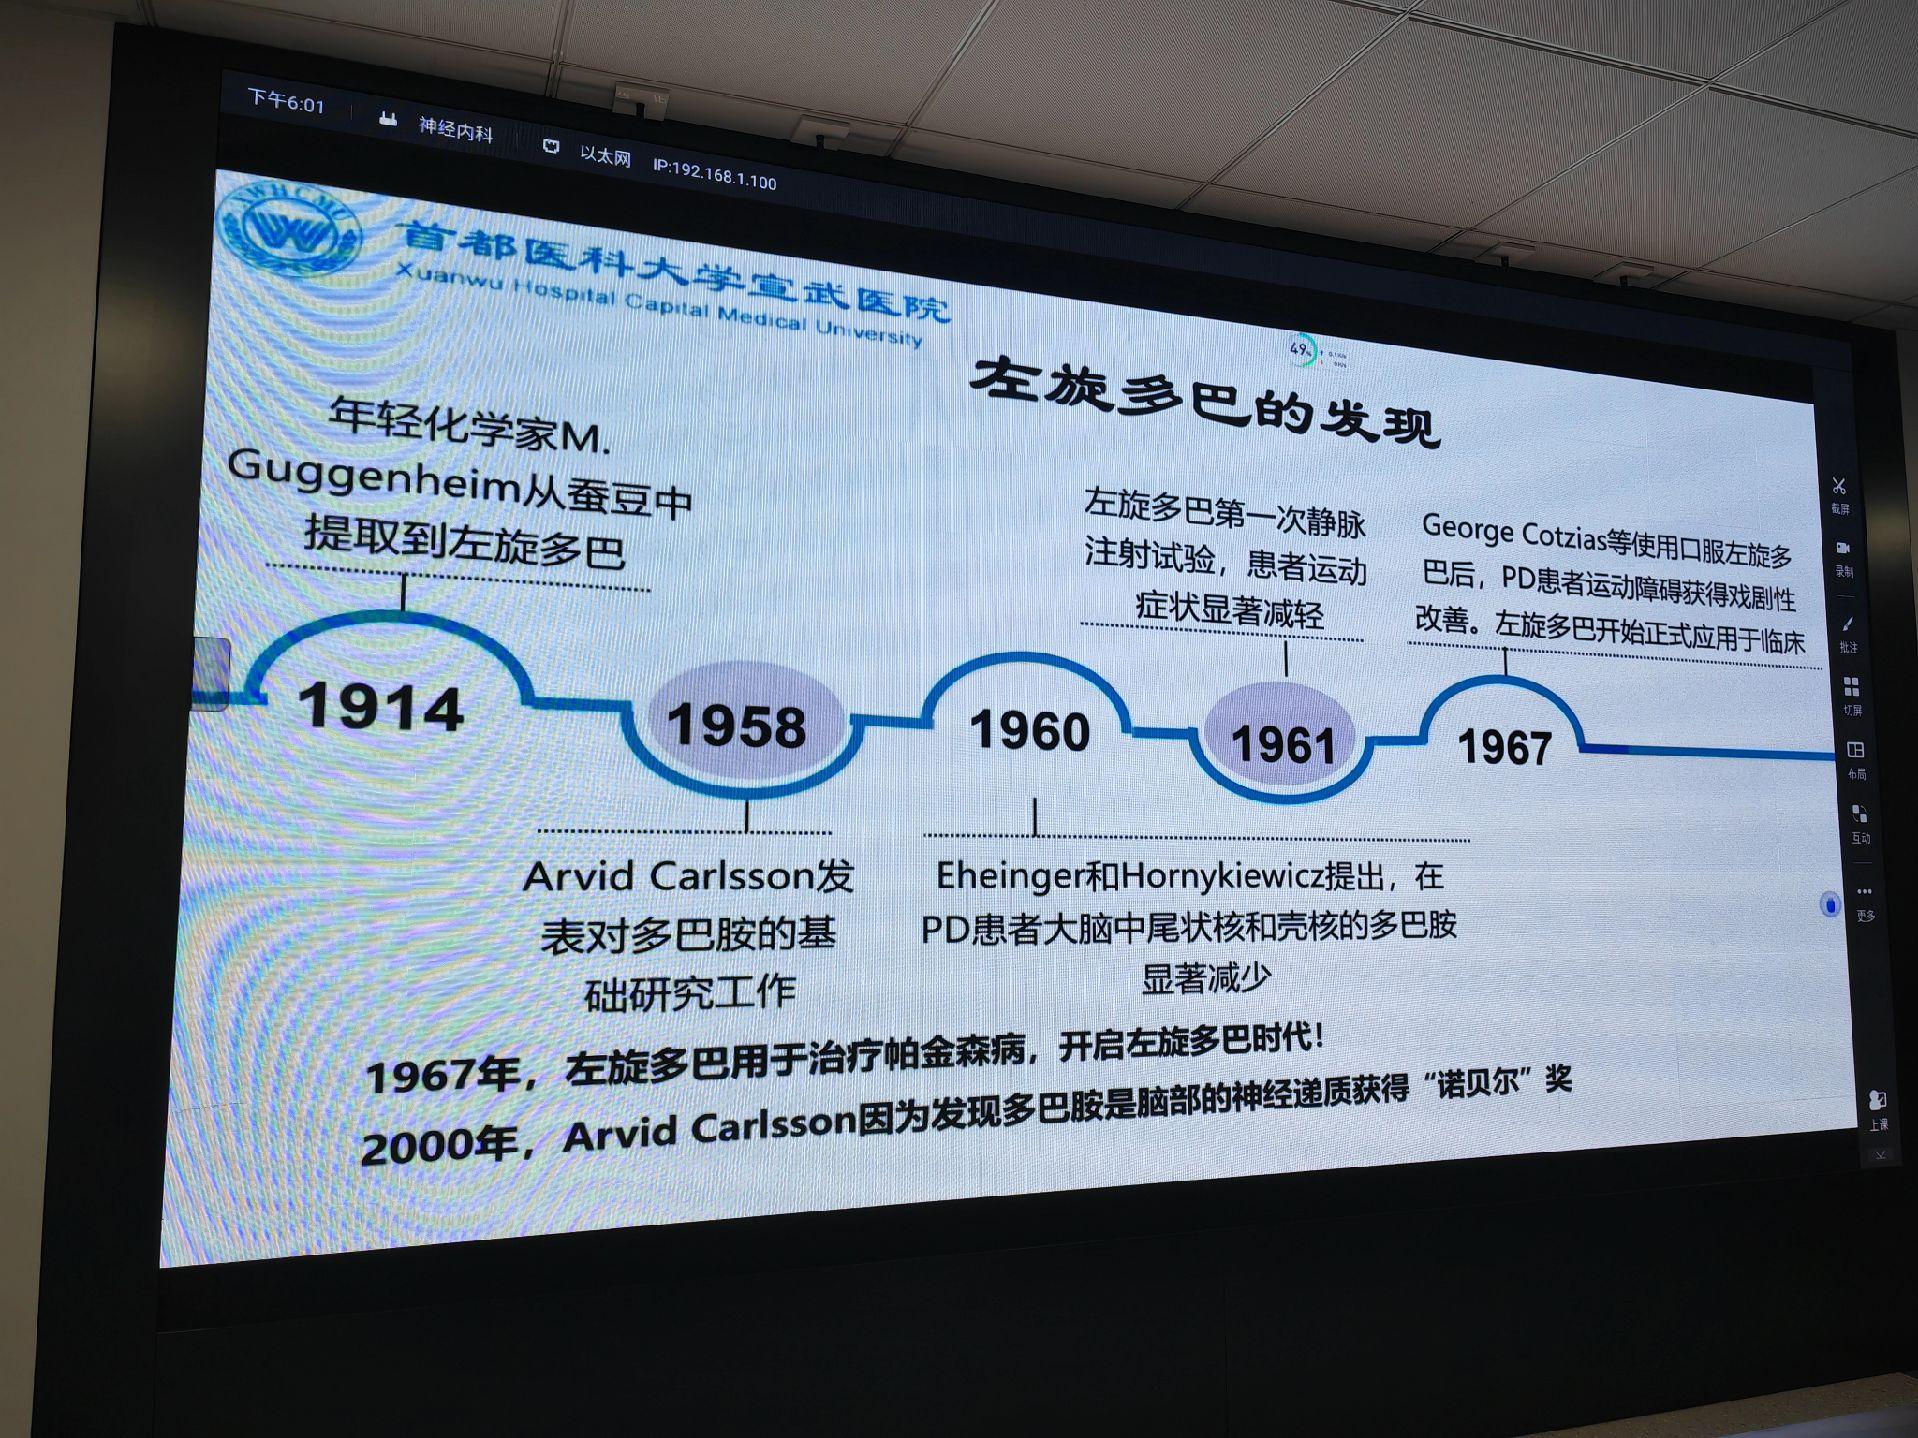 下午6:01 神经内科 以太网 IP:192.168.1.100
XWHCMU
首都医科大学宣武医院
Xuanwu Hospital Capital Medical University
49%
左旋多巴的发现
年轻化学家M.
Guggenheim从蚕豆中
提取到左旋多巴
左旋多巴第一次静脉
注射试验，患者运动
症状显著减轻
George Cotzias等使用口服左旋多
巴后，PD患者运动障碍获得戏剧性
改善。左旋多巴开始正式应用于临床
1914
1958
1960
1961
1967
Arvid Carlsson发
表对多巴胺的基
础研究工作
Eheinger和Hornykiewicz提出，在
PD患者大脑中尾状核和壳核的多巴胺
显著减少
1967年，左旋多巴用于治疗帕金森病，开启左旋多巴时代！
2000年，Arvid Carlsson因为发现多巴胺是脑部的神经递质获得“诺贝尔”奖
截屏
录制
批注
切屏
布局
互动
更多
上课